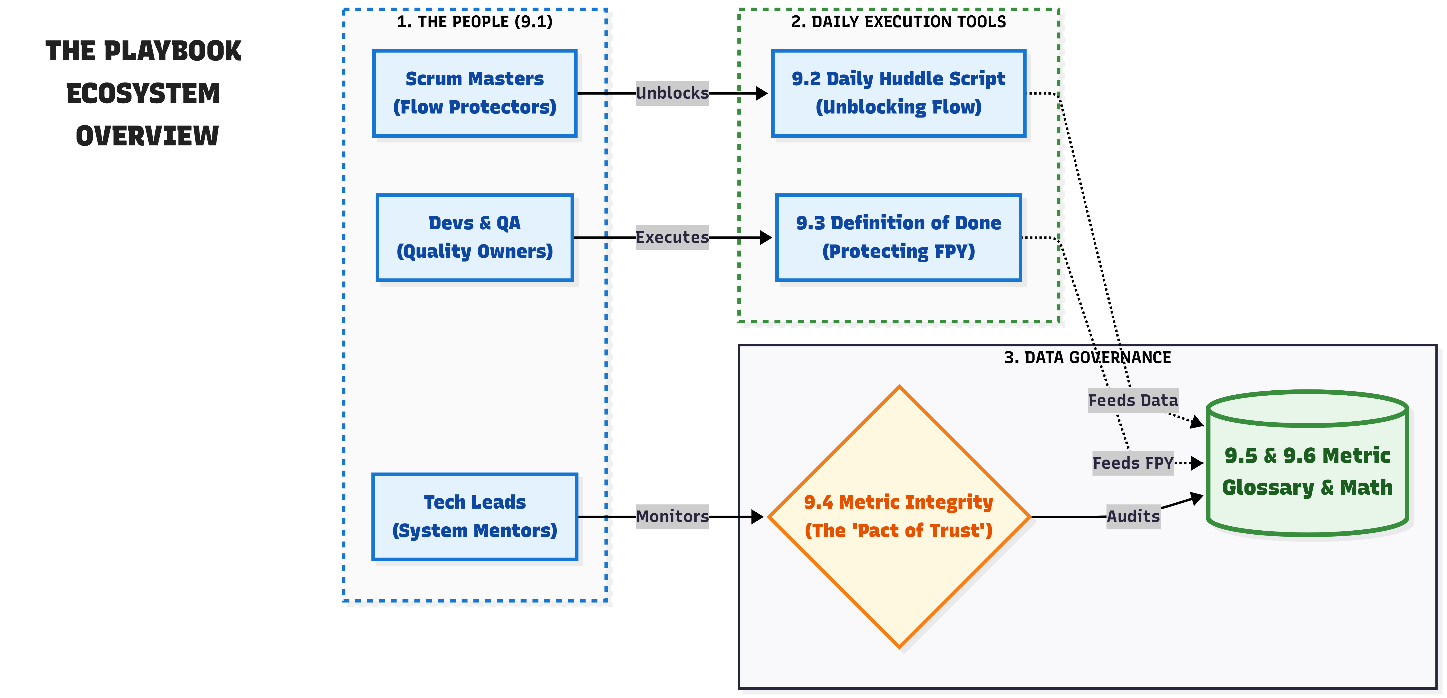 THE PLAYBOOK
ECOSYSTEM
OVERVIEW
1. THE PEOPLE (9.1)
Scrum Masters
(Flow Protectors)
Devs & QA
(Quality Owners)
Tech Leads
(System Mentors)
Unblocks
Executes
Monitors
2. DAILY EXECUTION TOOLS
9.2 Daily Huddle Script
(Unblocking Flow)
9.3 Definition of Done
(Protecting FPY)
3. DATA GOVERNANCE
9.4 Metric Integrity
(The 'Pact of Trust')
Feeds Data
Feeds FPY
Audits
9.5 & 9.6 Metric
Glossary & Math